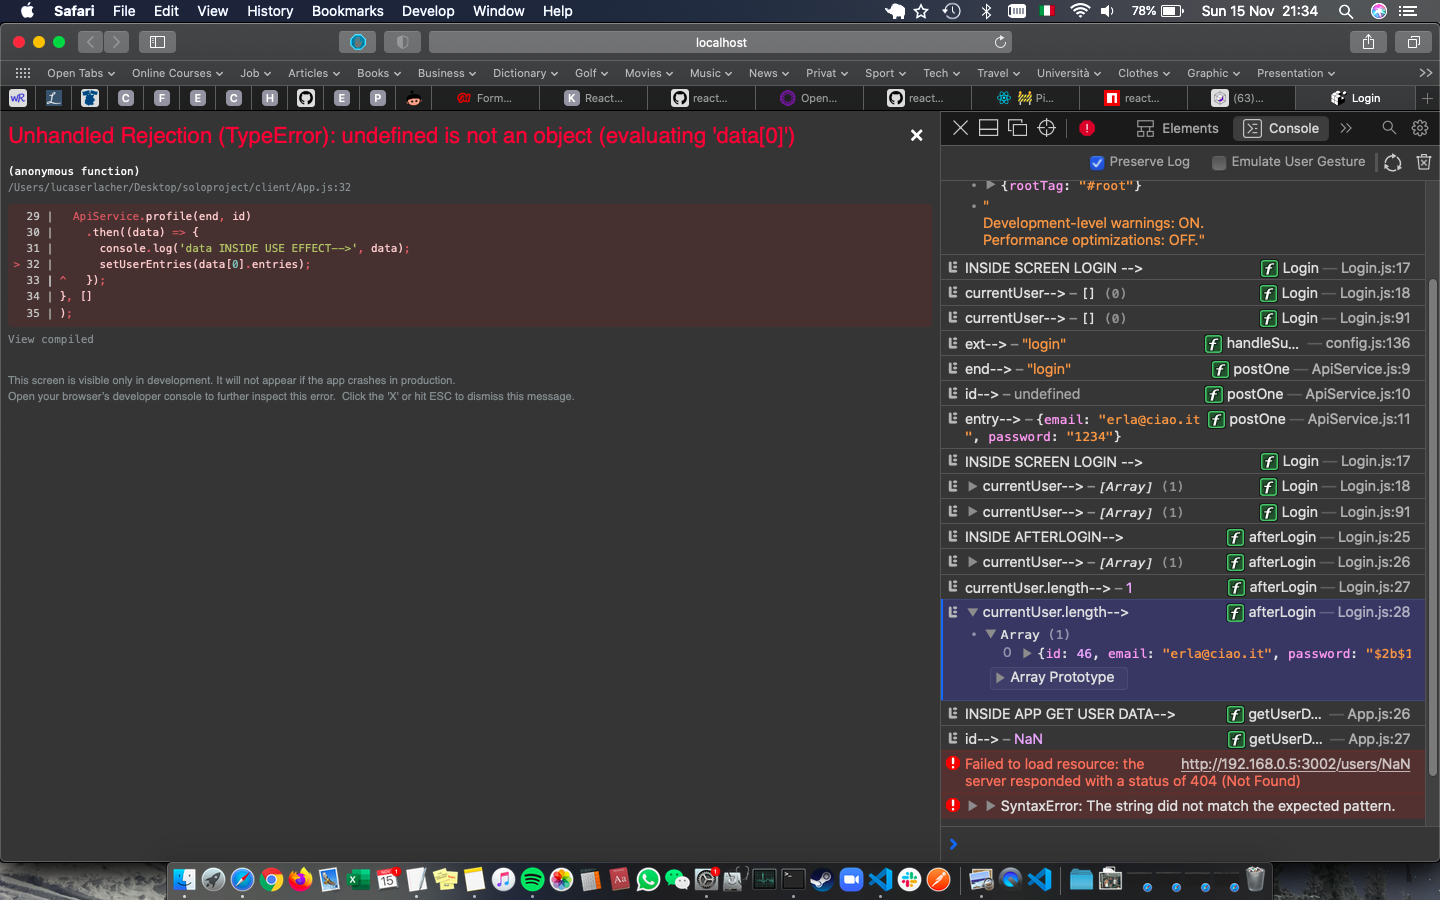 Safari File Edit View History Bookmarks Develop Window Help 78% Sun 15 Nov 21:34
localhost
Open Tabs Online Courses Job Articles Books Business Dictionary Golf Movies Music News Privat Sport Tech Travel Università Clothes Graphic Presentation
wR L C F E C H E P Form... K React... react... Open... react... Pi... react... (63)... Login
Unhandled Rejection (TypeError): undefined is not an object (evaluating 'data[0]')
(anonymous function)
/Users/lucaserlacher/Desktop/soloproject/client/App.js:32
29 | ApiService.profile(end, id)
30 | .then((data) => {
31 | console.log('data INSIDE USE EFFECT-->', data);
> 32 | setUserEntries(data[0].entries);
33 | ^ });
34 | }, []
35 | );
View compiled
This screen is visible only in development. It will not appear if the app crashes in production.
Open your browser's developer console to further inspect this error. Click the 'X' or hit ESC to dismiss this message.
Elements Console
Preserve Log Emulate User Gesture
{rootTag: "#root"}
"
Development-level warnings: ON.
Performance optimizations: OFF."
INSIDE SCREEN LOGIN --> f Login — Login.js:17
currentUser--> – [] (0) f Login — Login.js:18
currentUser--> – [] (0) f Login — Login.js:91
ext--> – "login" f handleSu... — config.js:136
end--> – "login" f postOne — ApiService.js:9
id--> – undefined f postOne — ApiService.js:10
entry--> – {email: "erla@ciao.it f postOne — ApiService.js:11
", password: "1234"}
INSIDE SCREEN LOGIN --> f Login — Login.js:17
currentUser--> – [Array] (1) f Login — Login.js:18
currentUser--> – [Array] (1) f Login — Login.js:91
INSIDE AFTERLOGIN--> f afterLogin — Login.js:25
currentUser--> – [Array] (1) f afterLogin — Login.js:26
currentUser.length--> – 1 f afterLogin — Login.js:27
currentUser.length--> f afterLogin — Login.js:28
Array (1)
0 {id: 46, email: "erla@ciao.it", password: "$2b$1
Array Prototype
INSIDE APP GET USER DATA--> f getUserD... — App.js:26
id--> – NaN f getUserD... — App.js:27
Failed to load resource: the http://192.168.0.5:3002/users/NaN
server responded with a status of 404 (Not Found)
SyntaxError: The string did not match the expected pattern.